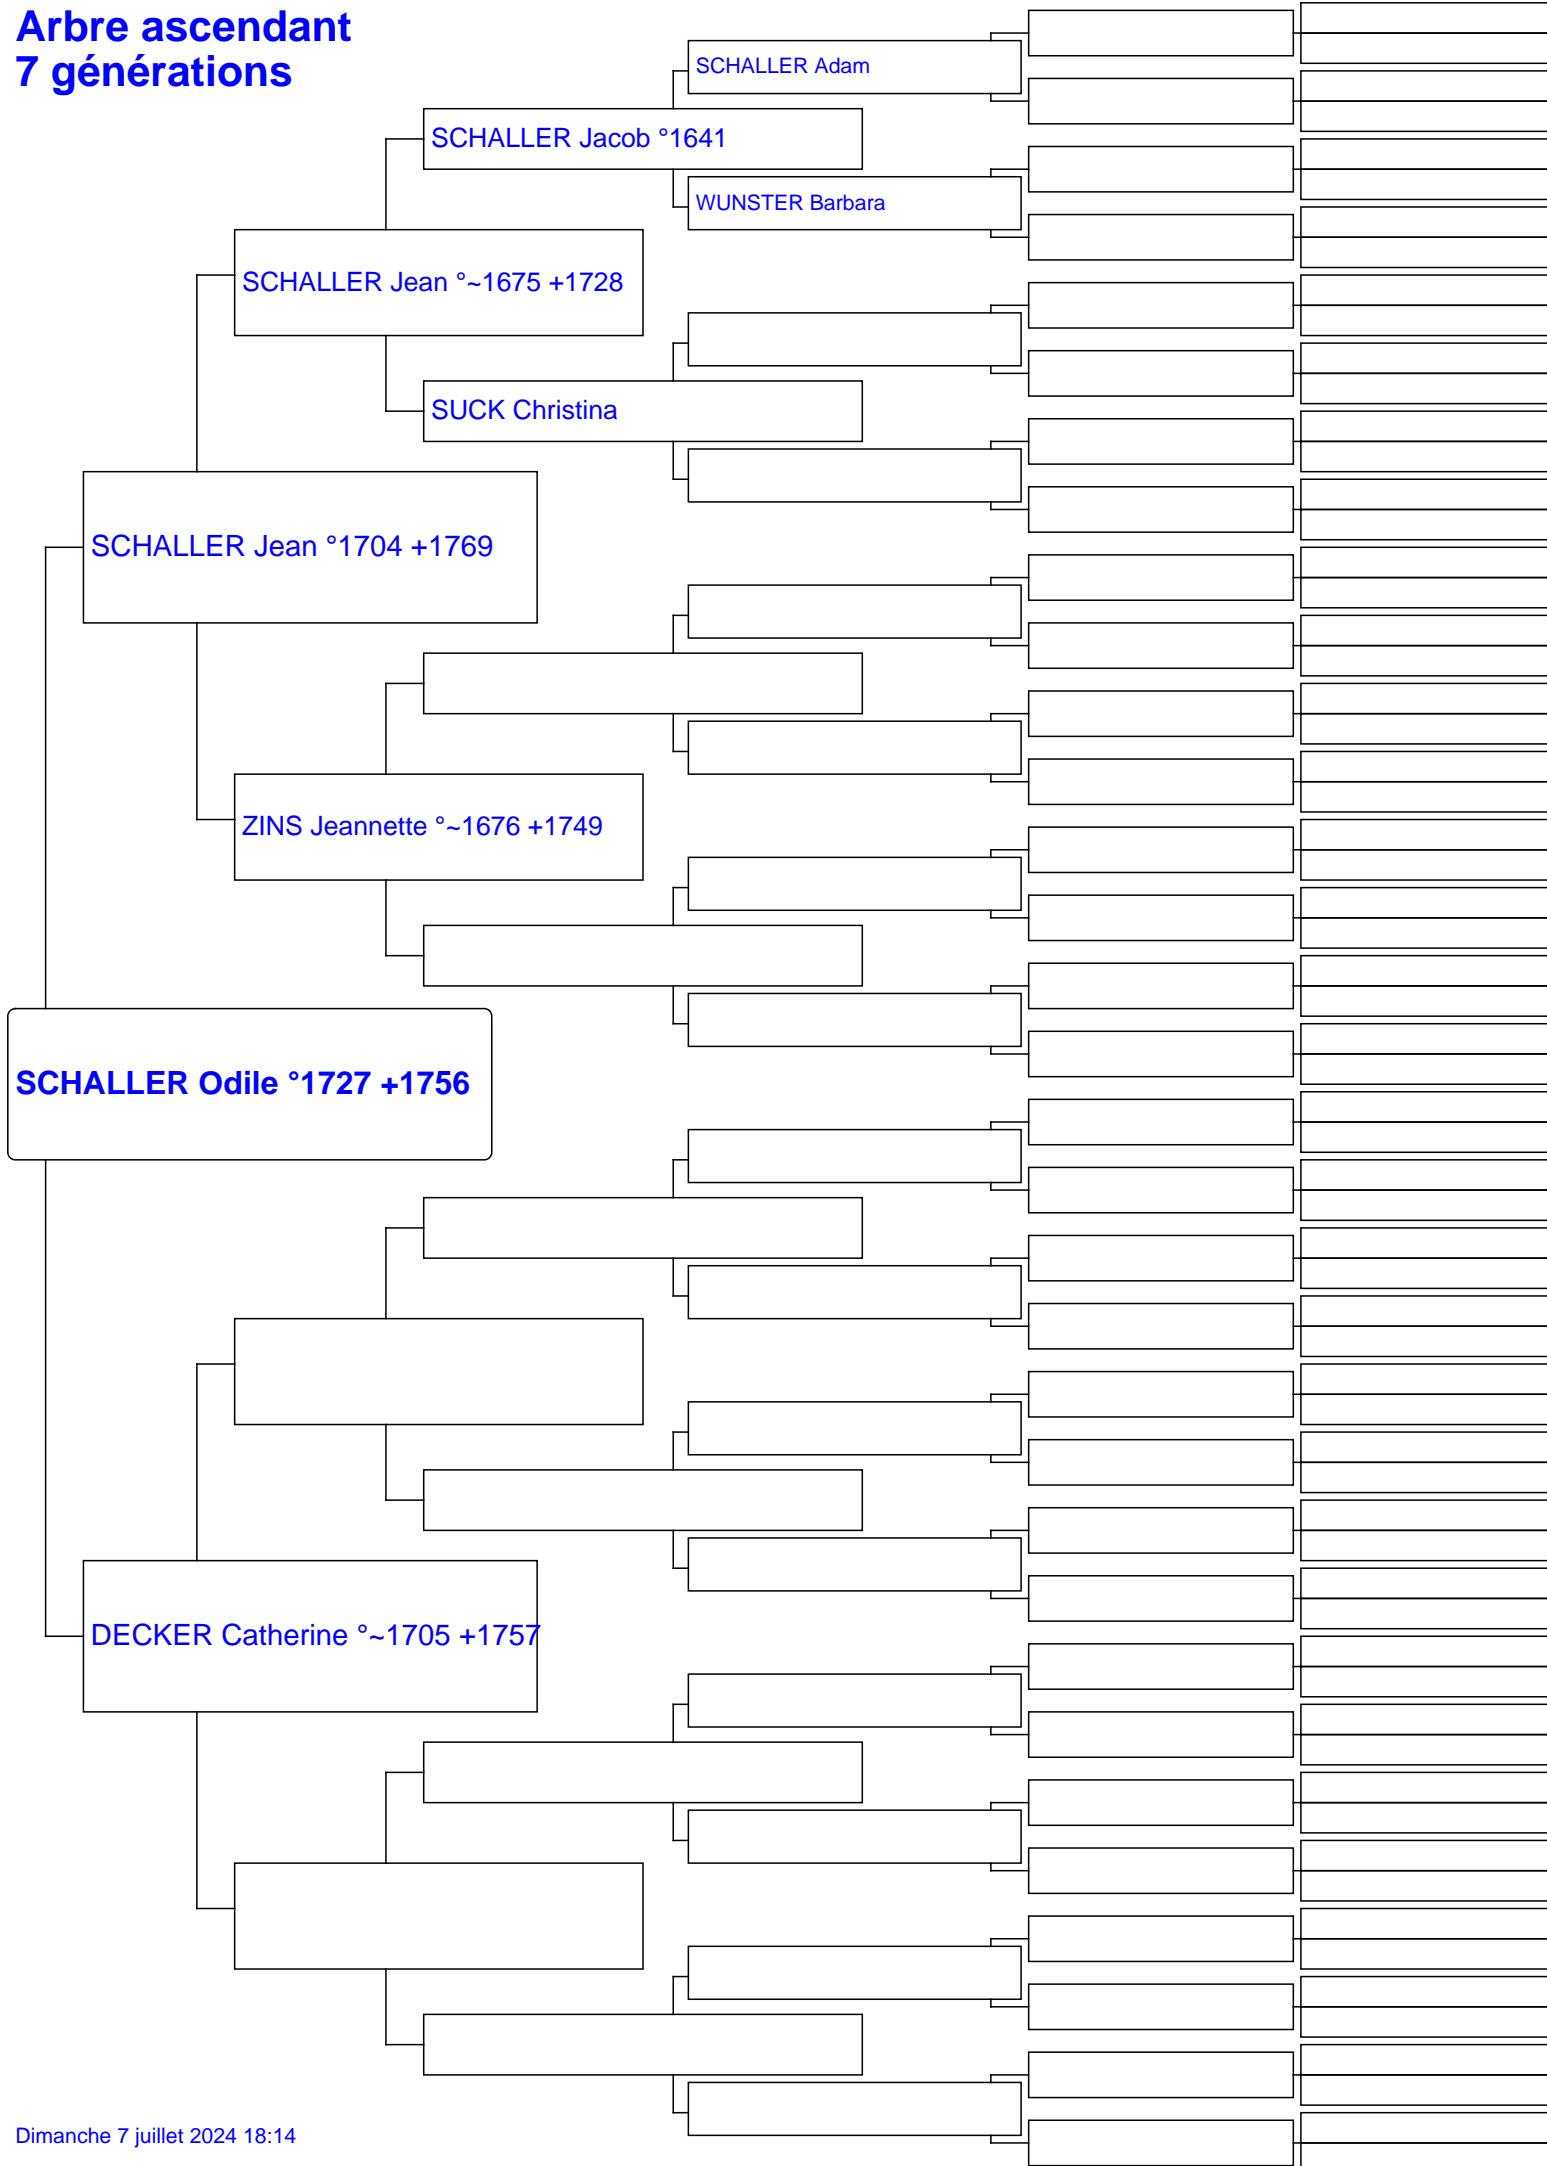 Arbre ascendant
7 générations
SCHALLER Adam
SCHALLER Jacob °1641
WUNSTER Barbara
SCHALLER Jean °~1675 +1728
SUCK Christina
SCHALLER Jean °1704 +1769
ZINS Jeannette °~1676 +1749
SCHALLER Odile °1727 +1756
DECKER Catherine °~1705 +1757
Dimanche 7 juillet 2024 18:14